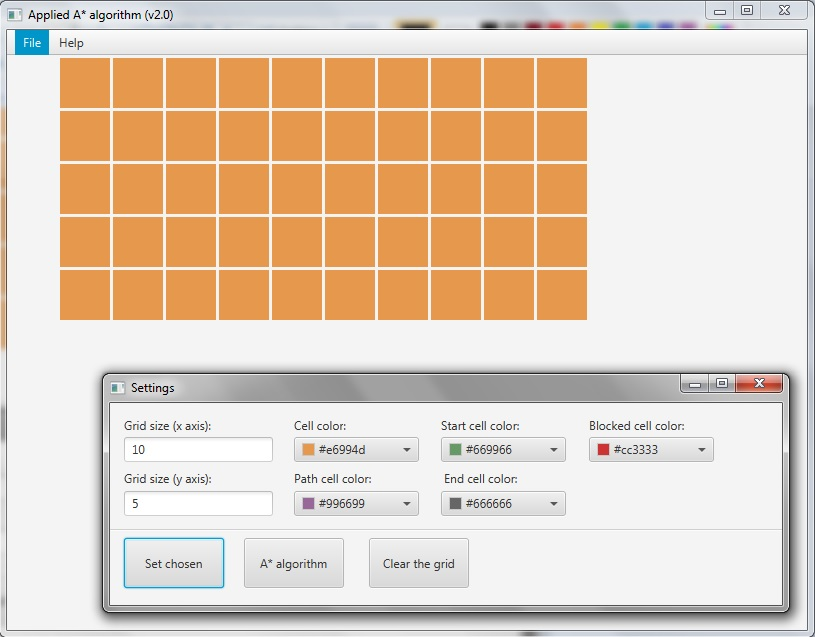 Applied A* algorithm (v2.0)
File Help
Settings
Grid size (x axis): Cell color: Start cell color: Blocked cell color:
10 #e6994d #669966 #cc3333
Grid size (y axis): Path cell color: End cell color:
5 #996699 #666666
Set chosen A* algorithm Clear the grid